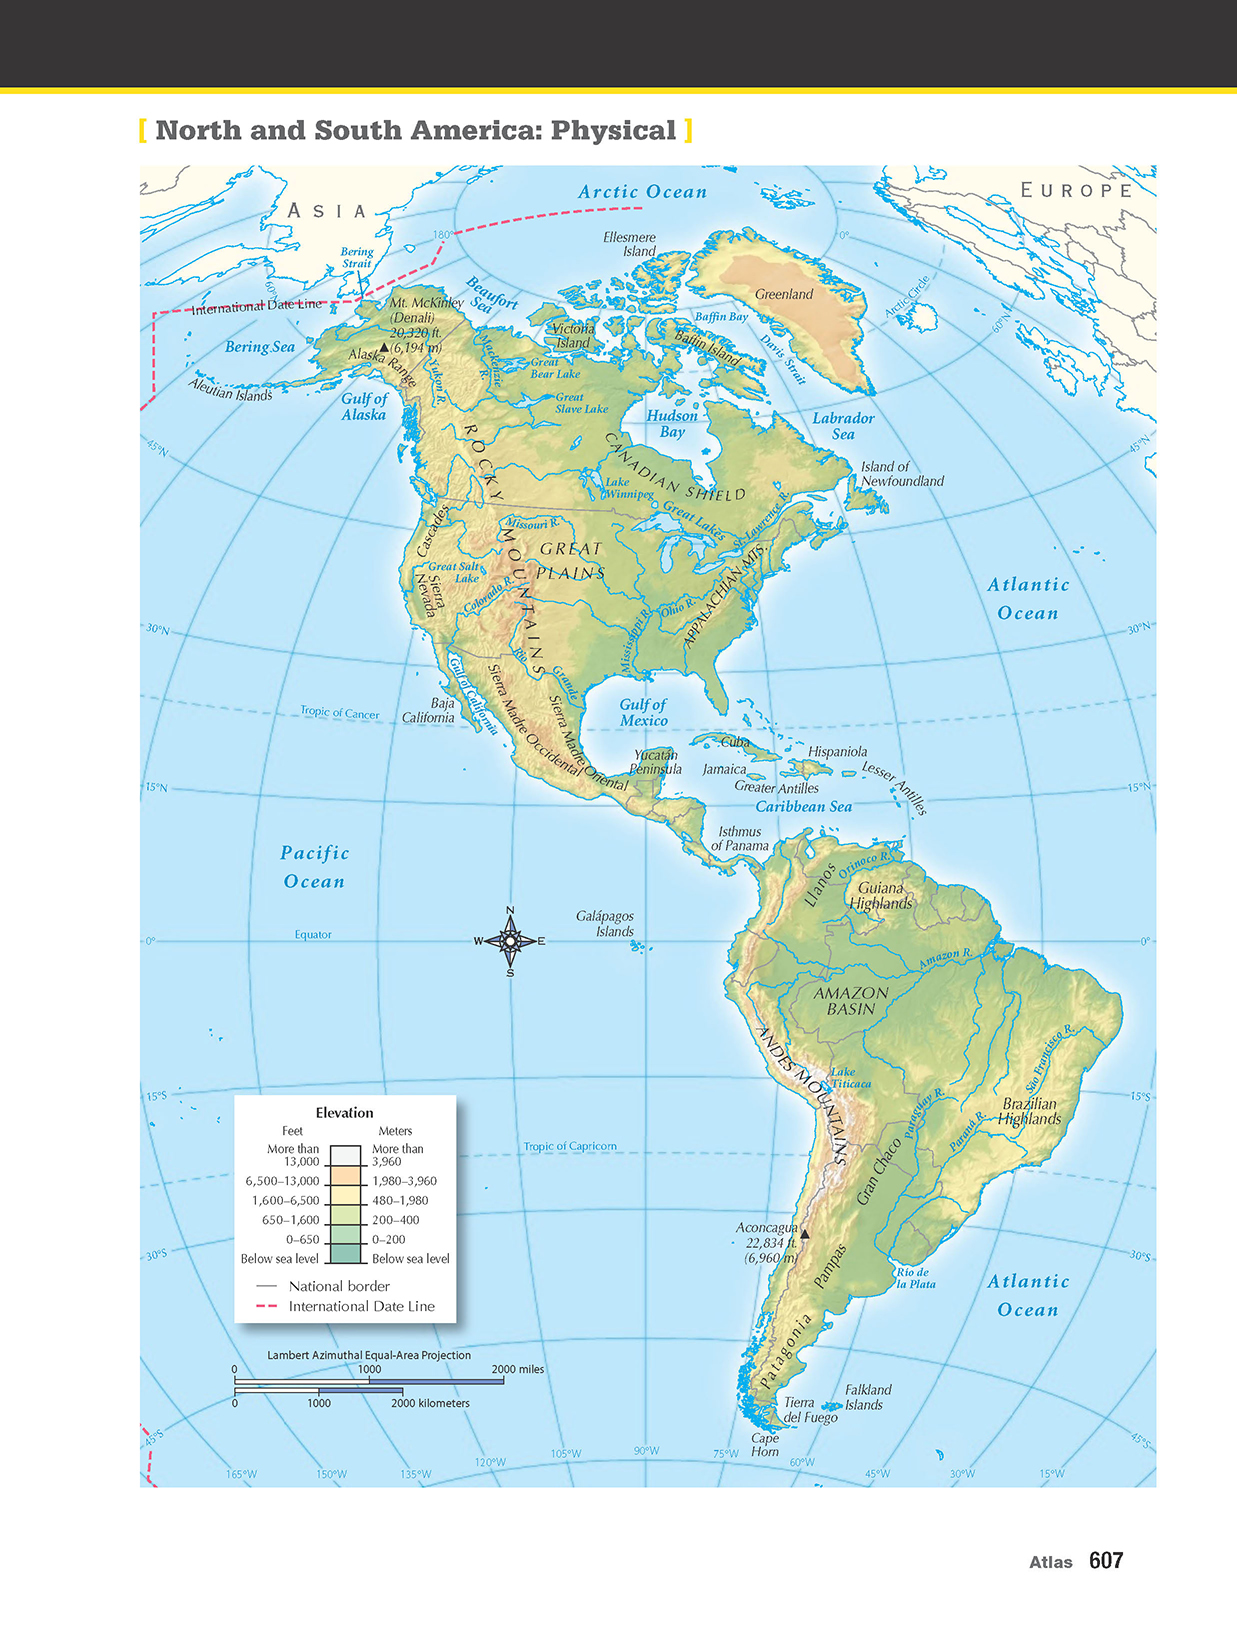 [ North and South America: Physical ]
Arctic Ocean
EUROPE
ASIA
180°
0°
Ellesmere
Island
Bering
Strait
Beaufort
Sea
Greenland
Arctic Circle
60°N
60°N
International Date Line
Mt. McKinley
(Denali)
20,320 ft.
(6,194 m)
Victoria
Island
Baffin Bay
Baffin Island
Davis Strait
Bering Sea
Alaska Range
Mackenzie R.
Yukon R.
Great
Bear Lake
Aleutian Islands
Gulf of
Alaska
Great
Slave Lake
Hudson
Bay
Labrador
Sea
45°N
45°N
ROCKY MOUNTAINS
CANADIAN SHIELD
Island of
Newfoundland
Lake
Winnipeg
Great Lakes
St. Lawrence R.
Cascades
Missouri R.
GREAT
PLAINS
Great Salt
Lake
Sierra
Nevada
Colorado R.
Ohio R.
APPALACHIAN MTS.
Mississippi R.
Atlantic
Ocean
30°N
30°N
Rio Grande
Gulf of California
Sierra Madre Occidental
Sierra Madre Oriental
Baja
California
Gulf of
Mexico
Tropic of Cancer
Cuba
Hispaniola
Yucatán
Peninsula
Jamaica
Lesser Antilles
Greater Antilles
15°N
15°N
Caribbean Sea
Isthmus
of Panama
Pacific
Ocean
Llanos
Orinoco R.
Guiana
Highlands
Galápagos
Islands
N
W
E
S
0°
Equator
0°
Amazon R.
AMAZON
BASIN
ANDES MOUNTAINS
São Francisco R.
Lake
Titicaca
15°S
15°S
Paraguay R.
Paraná R.
Brazilian
Highlands
Tropic of Capricorn
Gran Chaco
Aconcagua
22,834 ft.
(6,960 m)
Pampas
30°S
30°S
Río de
la Plata
Atlantic
Ocean
Patagonia
Falkland
Islands
Tierra
del Fuego
Cape
Horn
45°S
45°S
Elevation
Feet Meters
More than
13,000
More than
3,960
6,500–13,000 1,980–3,960
1,600–6,500 480–1,980
650–1,600 200–400
0–650 0–200
Below sea level Below sea level
National border
International Date Line
Lambert Azimuthal Equal-Area Projection
0 1000 2000 miles
0 1000 2000 kilometers
165°W 150°W 135°W 120°W 105°W 90°W 75°W 60°W 45°W 30°W 15°W
Atlas 607